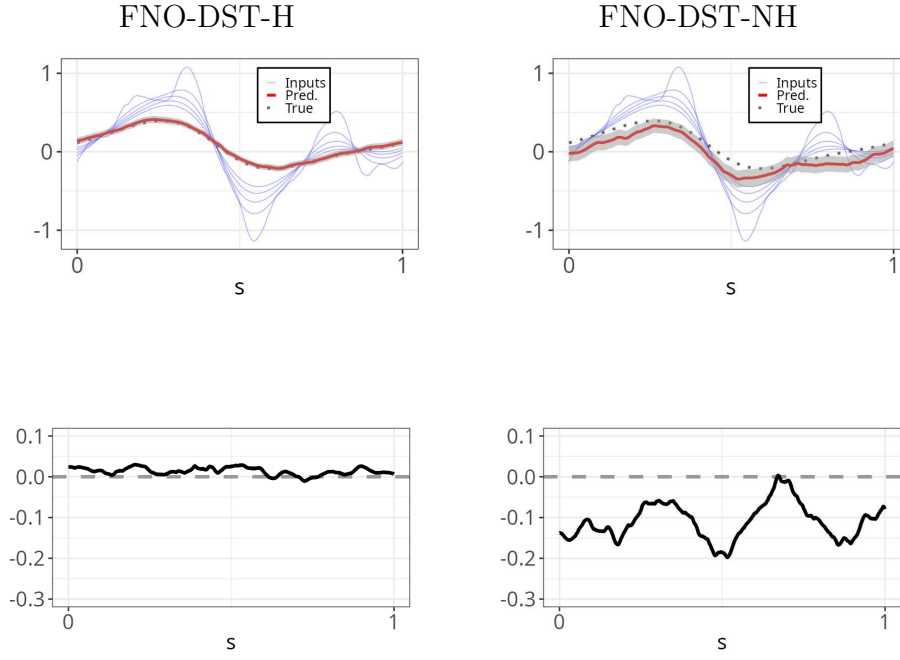 FNO-DST-H
FNO-DST-NH
1
0
-1
Inputs
Pred.
True
0
1
s
1
0
-1
Inputs
Pred.
True
0
1
s
0.1
0.0
-0.1
-0.2
-0.3
0
1
s
0.1
0.0
-0.1
-0.2
-0.3
0
1
s